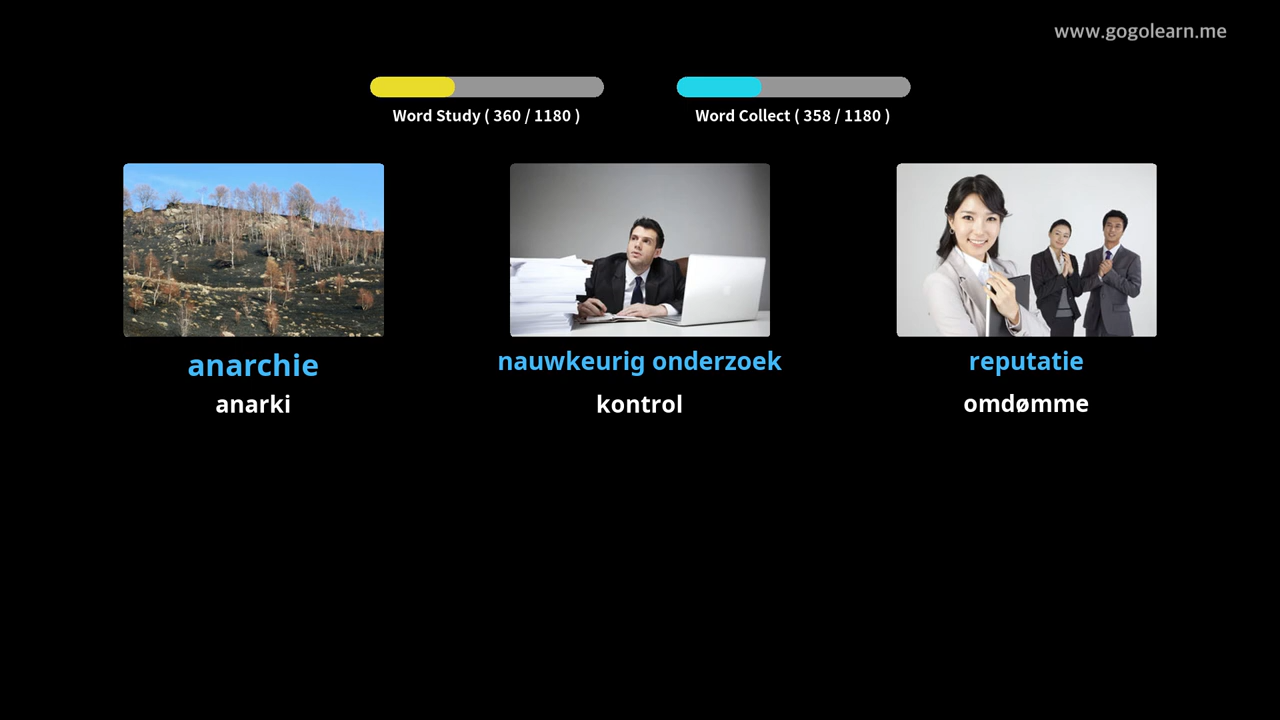 www.gogolearn.me
Word Study ( 360 / 1180 )
Word Collect ( 358 / 1180 )
anarchie
anarki
nauwkeurig onderzoek
kontrol
reputatie
omdømme